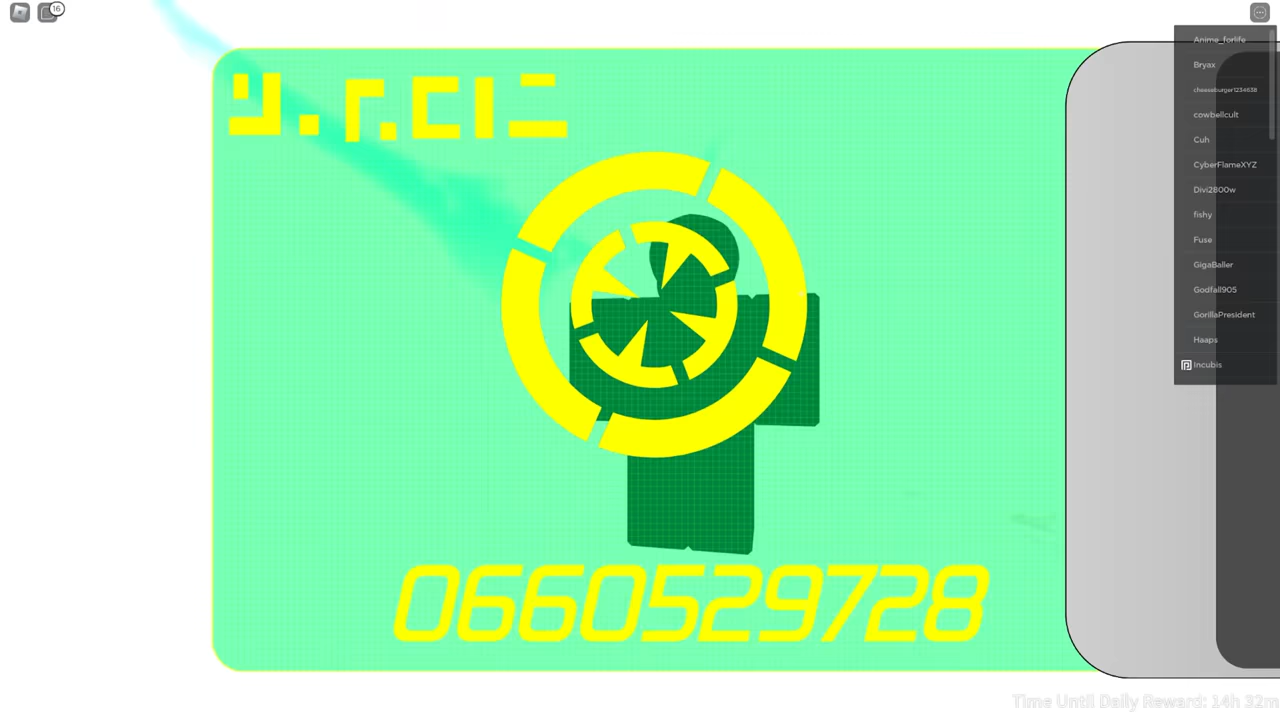 16
Anime_forlife
Bryax
cheeseburger1234638
cowbellcult
Cuh
CyberFlameXYZ
Divi2800w
fishy
Fuse
GigaBaller
Godfall905
GorillaPresident
Haaps
Incubis
0660529728
Time Until Daily Reward: 14h 32m